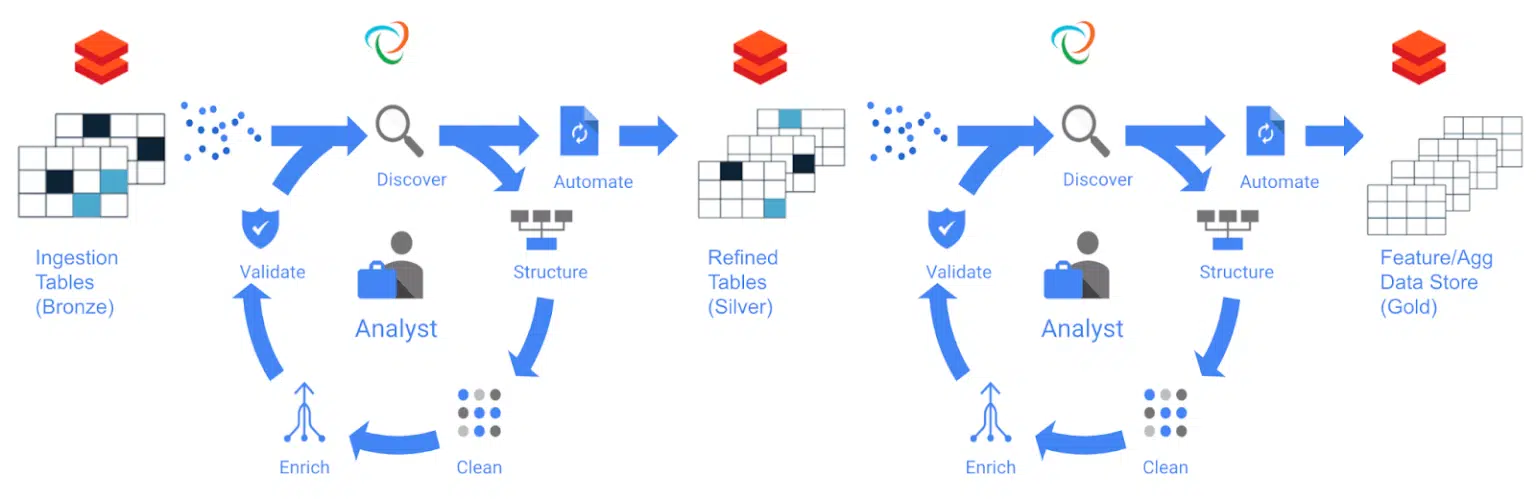 Discover
Automate
Discover
Automate
Ingestion
Tables
(Bronze)
Validate
Structure
Analyst
Refined
Tables
(Silver)
Validate
Structure
Analyst
Feature/Agg
Data Store
(Gold)
Enrich
Clean
Enrich
Clean